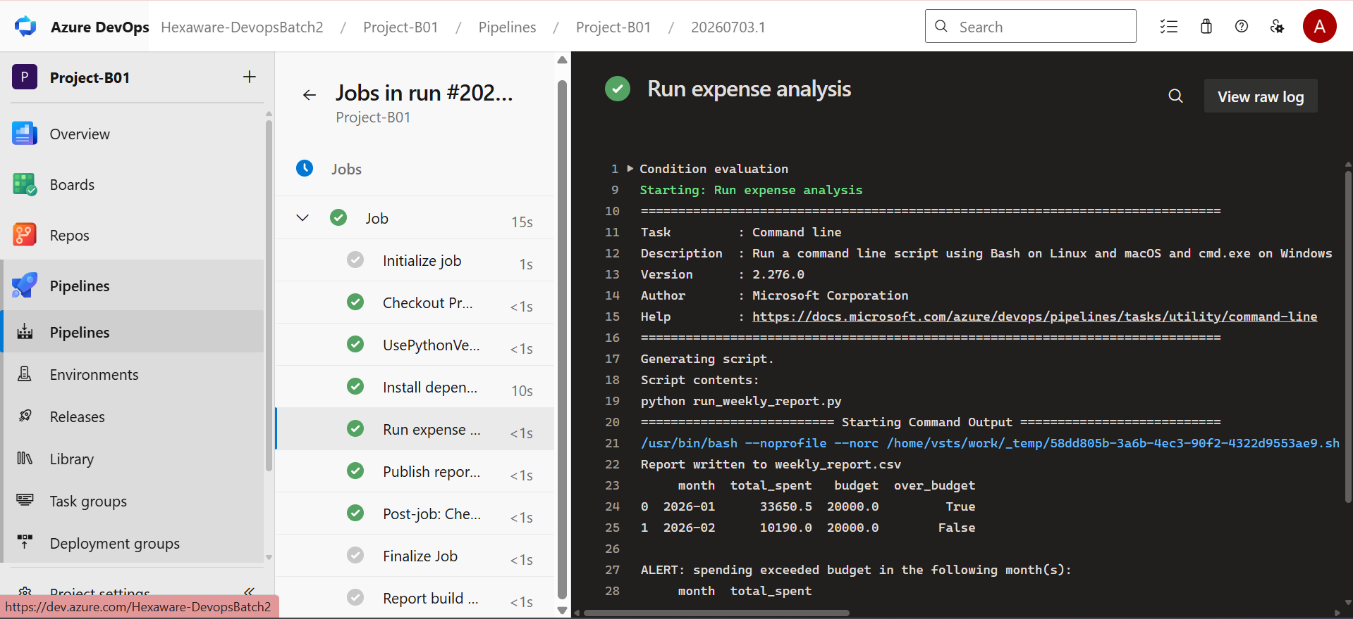 Azure DevOps Hexaware-DevopsBatch2 / Project-B01 / Pipelines / Project-B01 / 20260703.1
Search
A
P Project-B01 +
Overview
Boards
Repos
Pipelines
Pipelines
Environments
Releases
Library
Task groups
Deployment groups
Project settings
https://dev.azure.com/Hexaware-DevopsBatch2
Jobs in run #202...
Project-B01
Jobs
Job 15s
Initialize job 1s
Checkout Pr... <1s
UsePythonVe... <1s
Install depen... 10s
Run expense ... <1s
Publish repor... <1s
Post-job: Che... <1s
Finalize Job <1s
Report build ... <1s
Run expense analysis
View raw log
1 Condition evaluation
9 Starting: Run expense analysis
10 ==============================================================================
11 Task : Command line
12 Description : Run a command line script using Bash on Linux and macOS and cmd.exe on Windows
13 Version : 2.276.0
14 Author : Microsoft Corporation
15 Help : https://docs.microsoft.com/azure/devops/pipelines/tasks/utility/command-line
16 ==============================================================================
17 Generating script.
18 Script contents:
19 python run_weekly_report.py
20 ========================== Starting Command Output ===========================
21 /usr/bin/bash --noprofile --norc /home/vsts/work/_temp/58dd805b-3a6b-4ec3-90f2-4322d9553ae9.sh
22 Report written to weekly_report.csv
23 month total_spent budget over_budget
24 0 2026-01 33650.5 20000.0 True
25 1 2026-02 10190.0 20000.0 False
26
27 ALERT: spending exceeded budget in the following month(s):
28 month total_spent